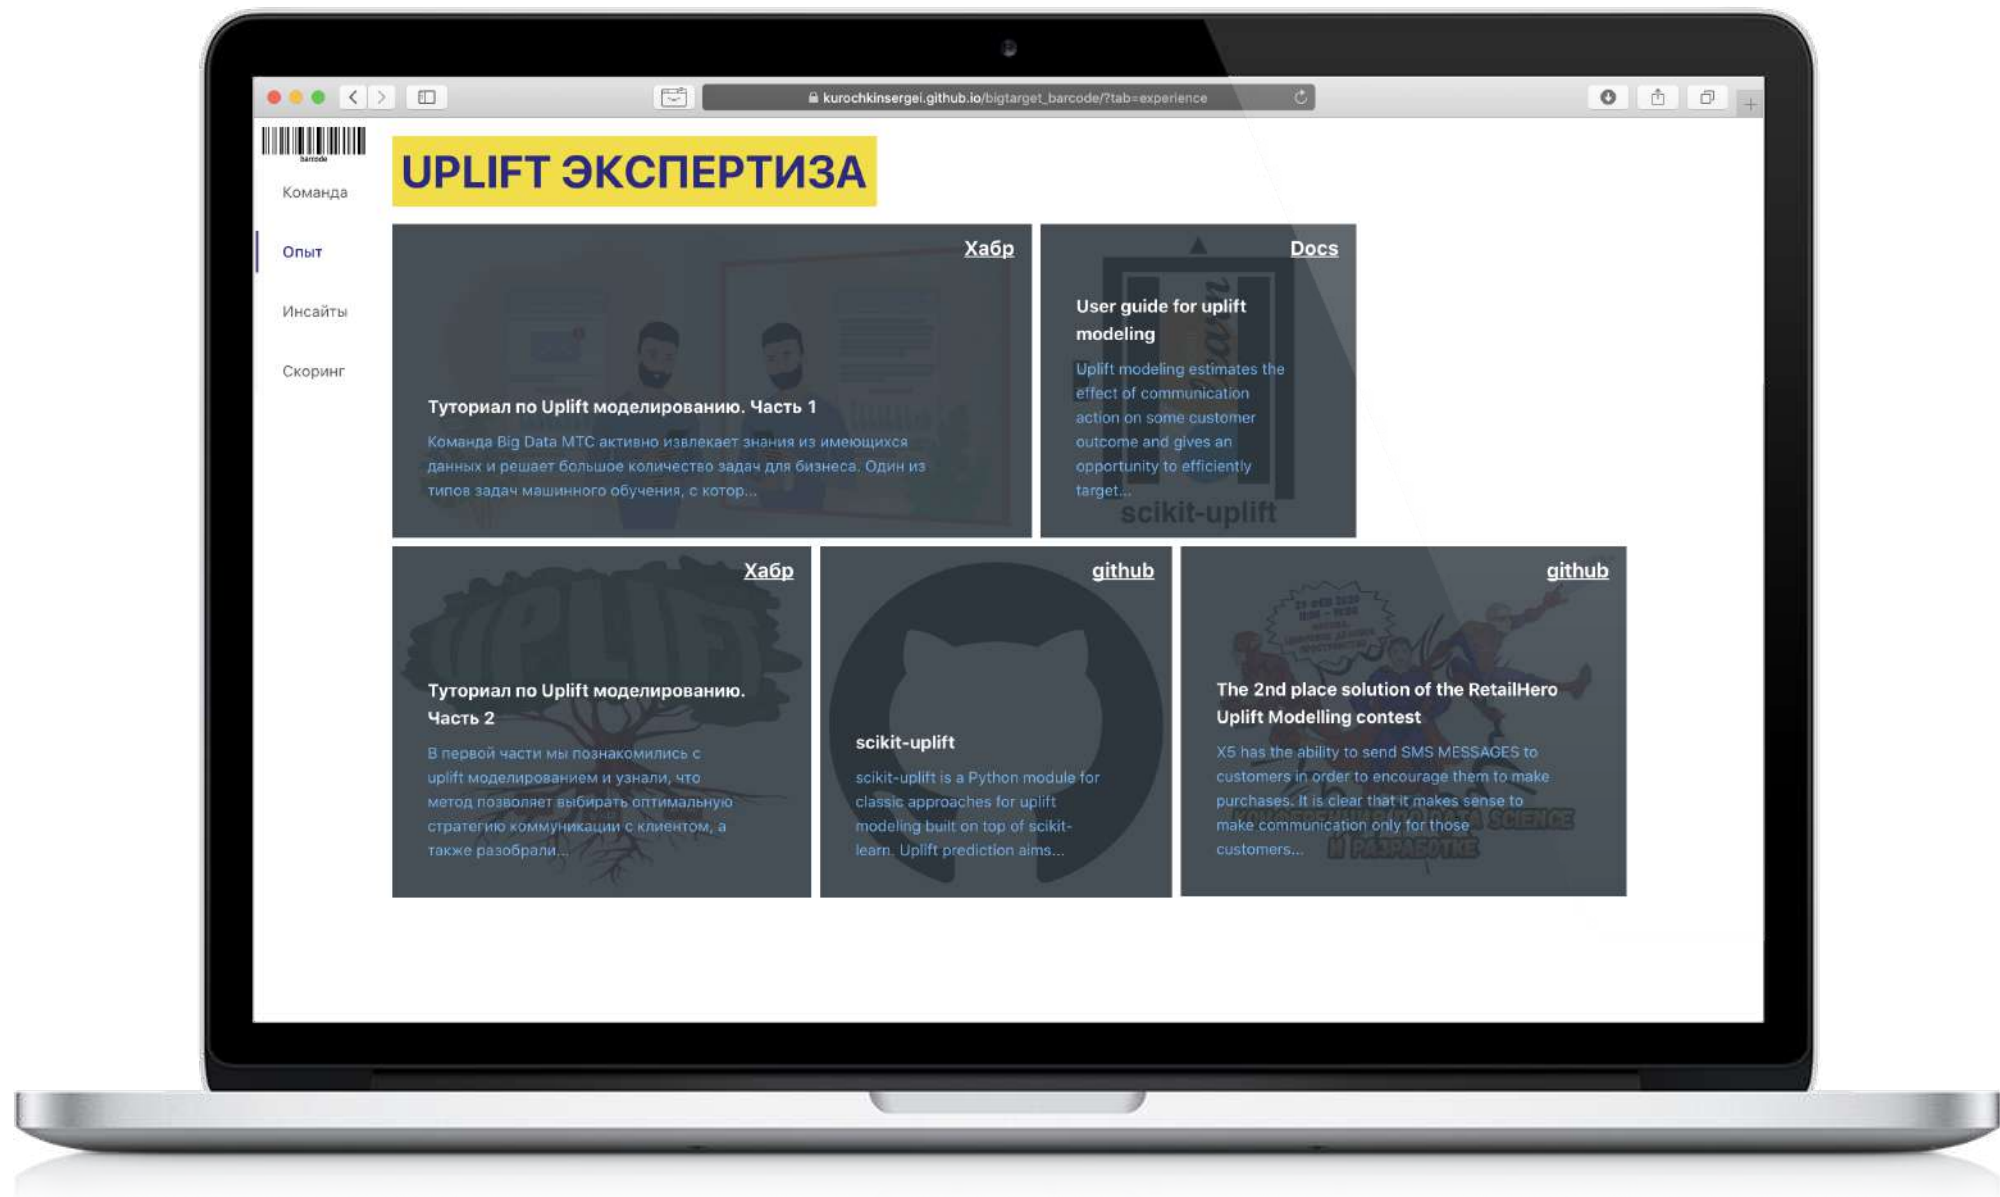 kurochkinsergei.github.io/bigtarget_barcode/?tab=experience
barcode
Команда
Опыт
Инсайты
Скоринг
UPLIFT ЭКСПЕРТИЗА
Хабр
Туториал по Uplift моделированию. Часть 1
Команда Big Data МТС активно извлекает знания из имеющихся
данных и решает большое количество задач для бизнеса. Один из
типов задач машинного обучения, с котор...
Docs
User guide for uplift
modeling
Uplift modeling estimates the
effect of communication
action on some customer
outcome and gives an
opportunity to efficiently
target...
scikit-uplift
Хабр
UPLIFT
Туториал по Uplift моделированию.
Часть 2
В первой части мы познакомились с
uplift моделированием и узнали, что
метод позволяет выбирать оптимальную
стратегию коммуникации с клиентом, а
также разобрали...
github
scikit-uplift
scikit-uplift is a Python module for
classic approaches for uplift
modeling built on top of scikit-
learn. Uplift prediction aims...
github
The 2nd place solution of the RetailHero
Uplift Modelling contest
X5 has the ability to send SMS MESSAGES to
customers in order to encourage them to make
purchases. It is clear that it makes sense to
make communication only for those
customers...
КОНФЕРЕНЦИЯ ПО DATA SCIENCE
И РАЗРАБОТКЕ